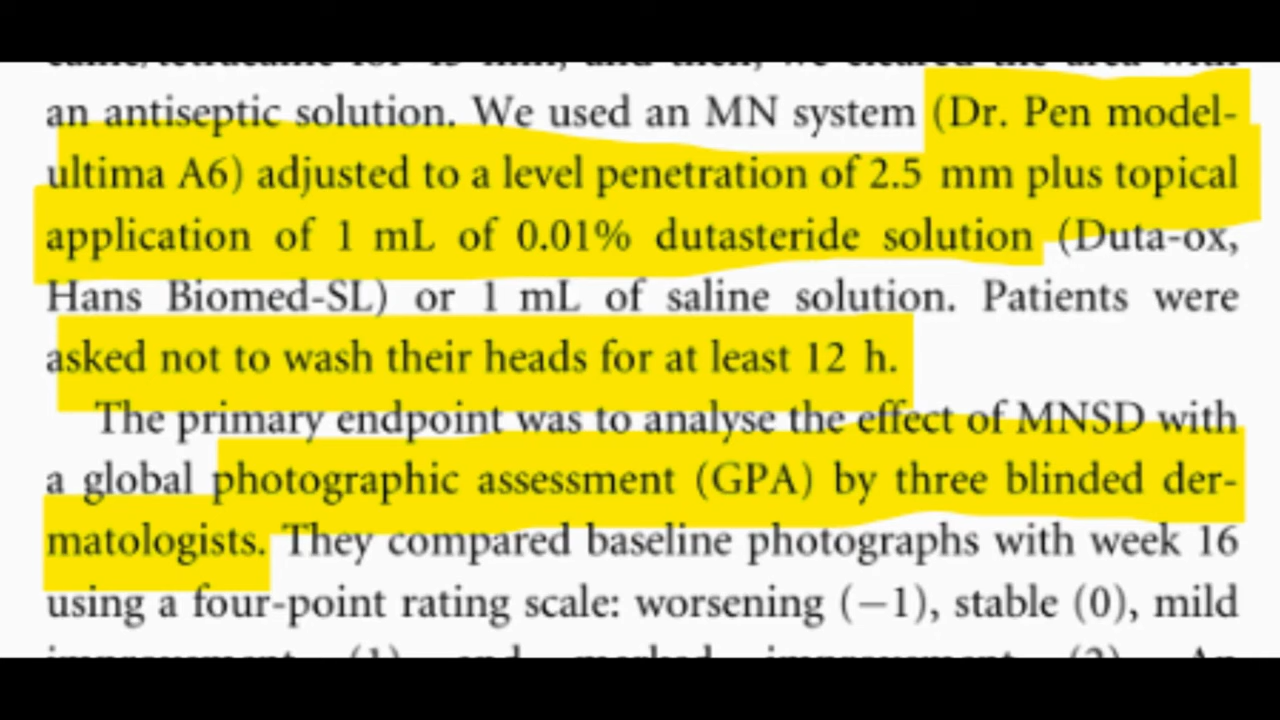 an antiseptic solution. We used an MN system (Dr. Pen model-
ultima A6) adjusted to a level penetration of 2.5 mm plus topical
application of 1 mL of 0.01% dutasteride solution (Duta-ox,
Hans Biomed-SL) or 1 mL of saline solution. Patients were
asked not to wash their heads for at least 12 h.
The primary endpoint was to analyse the effect of MNSD with
a global photographic assessment (GPA) by three blinded der-
matologists. They compared baseline photographs with week 16
using a four-point rating scale: worsening (−1), stable (0), mild